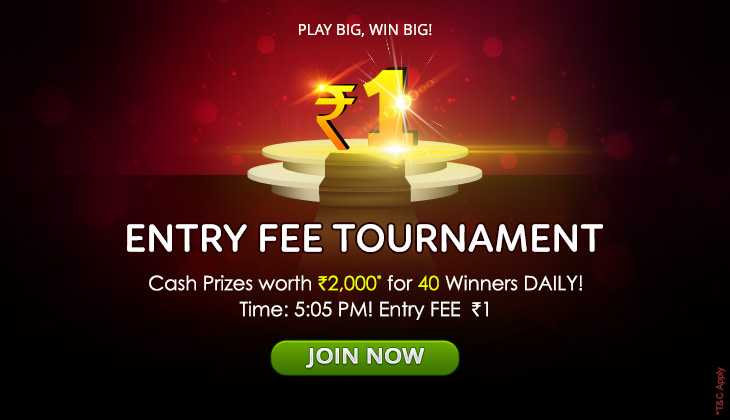 PLAY BIG, WIN BIG!
₹1
ENTRY FEE TOURNAMENT
Cash Prizes worth ₹2,000* for 40 Winners DAILY!
Time: 5:05 PM! Entry FEE ₹1
JOIN NOW
*T&C Apply